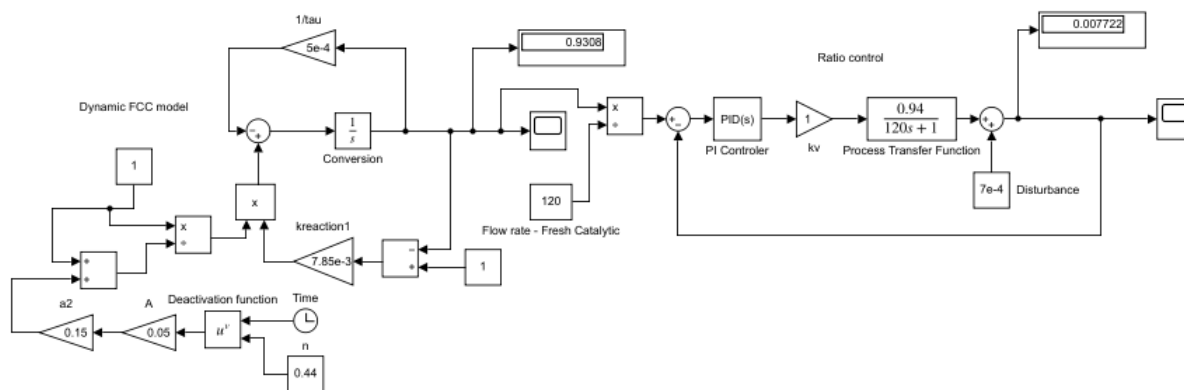 1/tau
5e-4
0.9308
0.007722
Ratio control
Dynamic FCC model
1
s
Conversion
x
÷
PID(s)
PI Controler
1
kv
0.94
120s + 1
Process Transfer Function
7e-4
Disturbance
1
x
÷
x
120
Flow rate - Fresh Catalytic
kreaction1
7.85e-3
1
a2
0.15
A
0.05
Deactivation function
u^v
Time
n
0.44